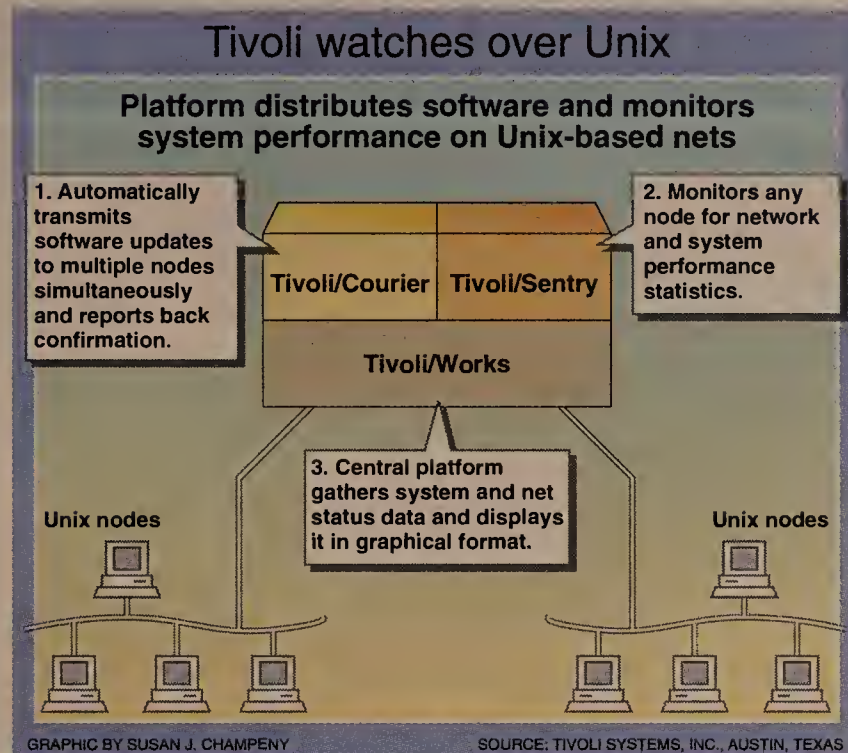 Tivoli watches over Unix
Platform distributes software and monitors
system performance on Unix-based nets
1. Automatically
transmits
software updates
to multiple nodes
simultaneously
and reports back
confirmation.
2. Monitors any
node for network
and system
performance
statistics.
Tivoli/Courier
Tivoli/Sentry
Tivoli/Works
3. Central platform
gathers system and net
status data and displays
it in graphical format.
Unix nodes
Unix nodes
GRAPHIC BY SUSAN J. CHAMPENY
SOURCE: TIVOLI SYSTEMS, INC., AUSTIN, TEXAS